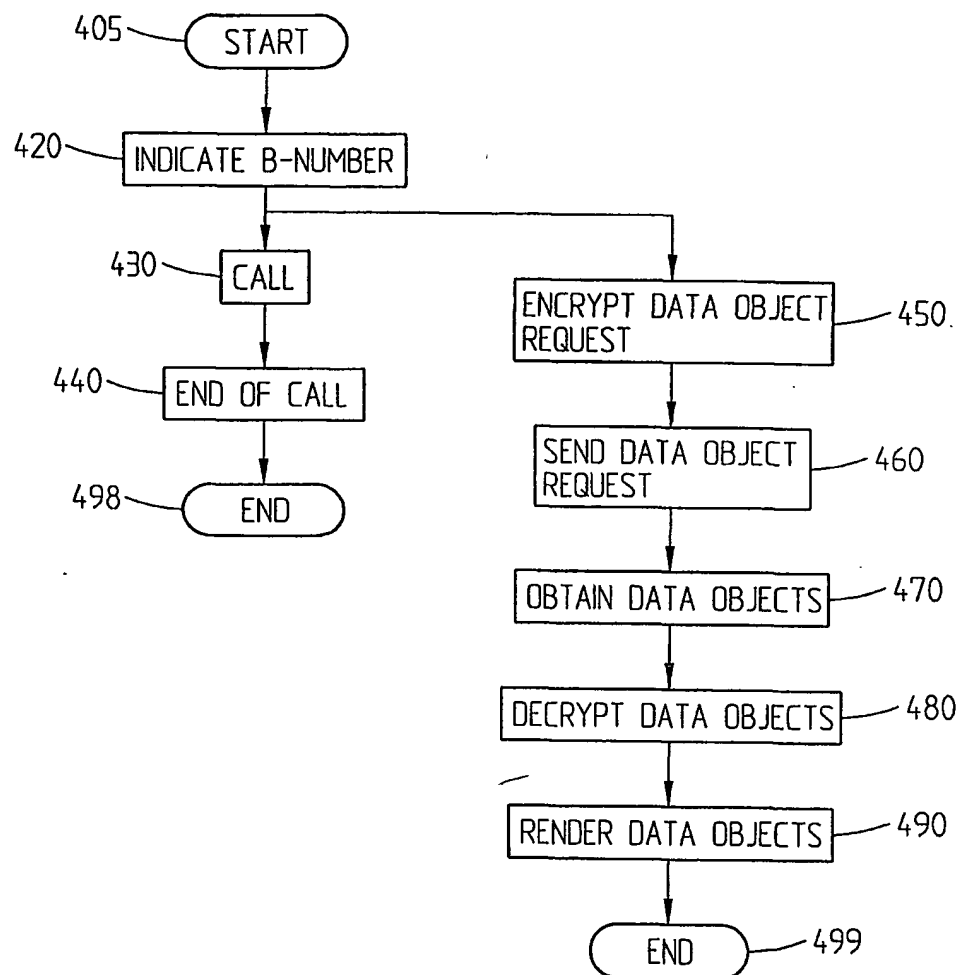 405
START
420
INDICATE B-NUMBER
430
CALL
440
END OF CALL
498
END
ENCRYPT DATA OBJECT
REQUEST
450
SEND DATA OBJECT
REQUEST
460
OBTAIN DATA OBJECTS
470
DECRYPT DATA OBJECTS
480
RENDER DATA OBJECTS
490
END
499